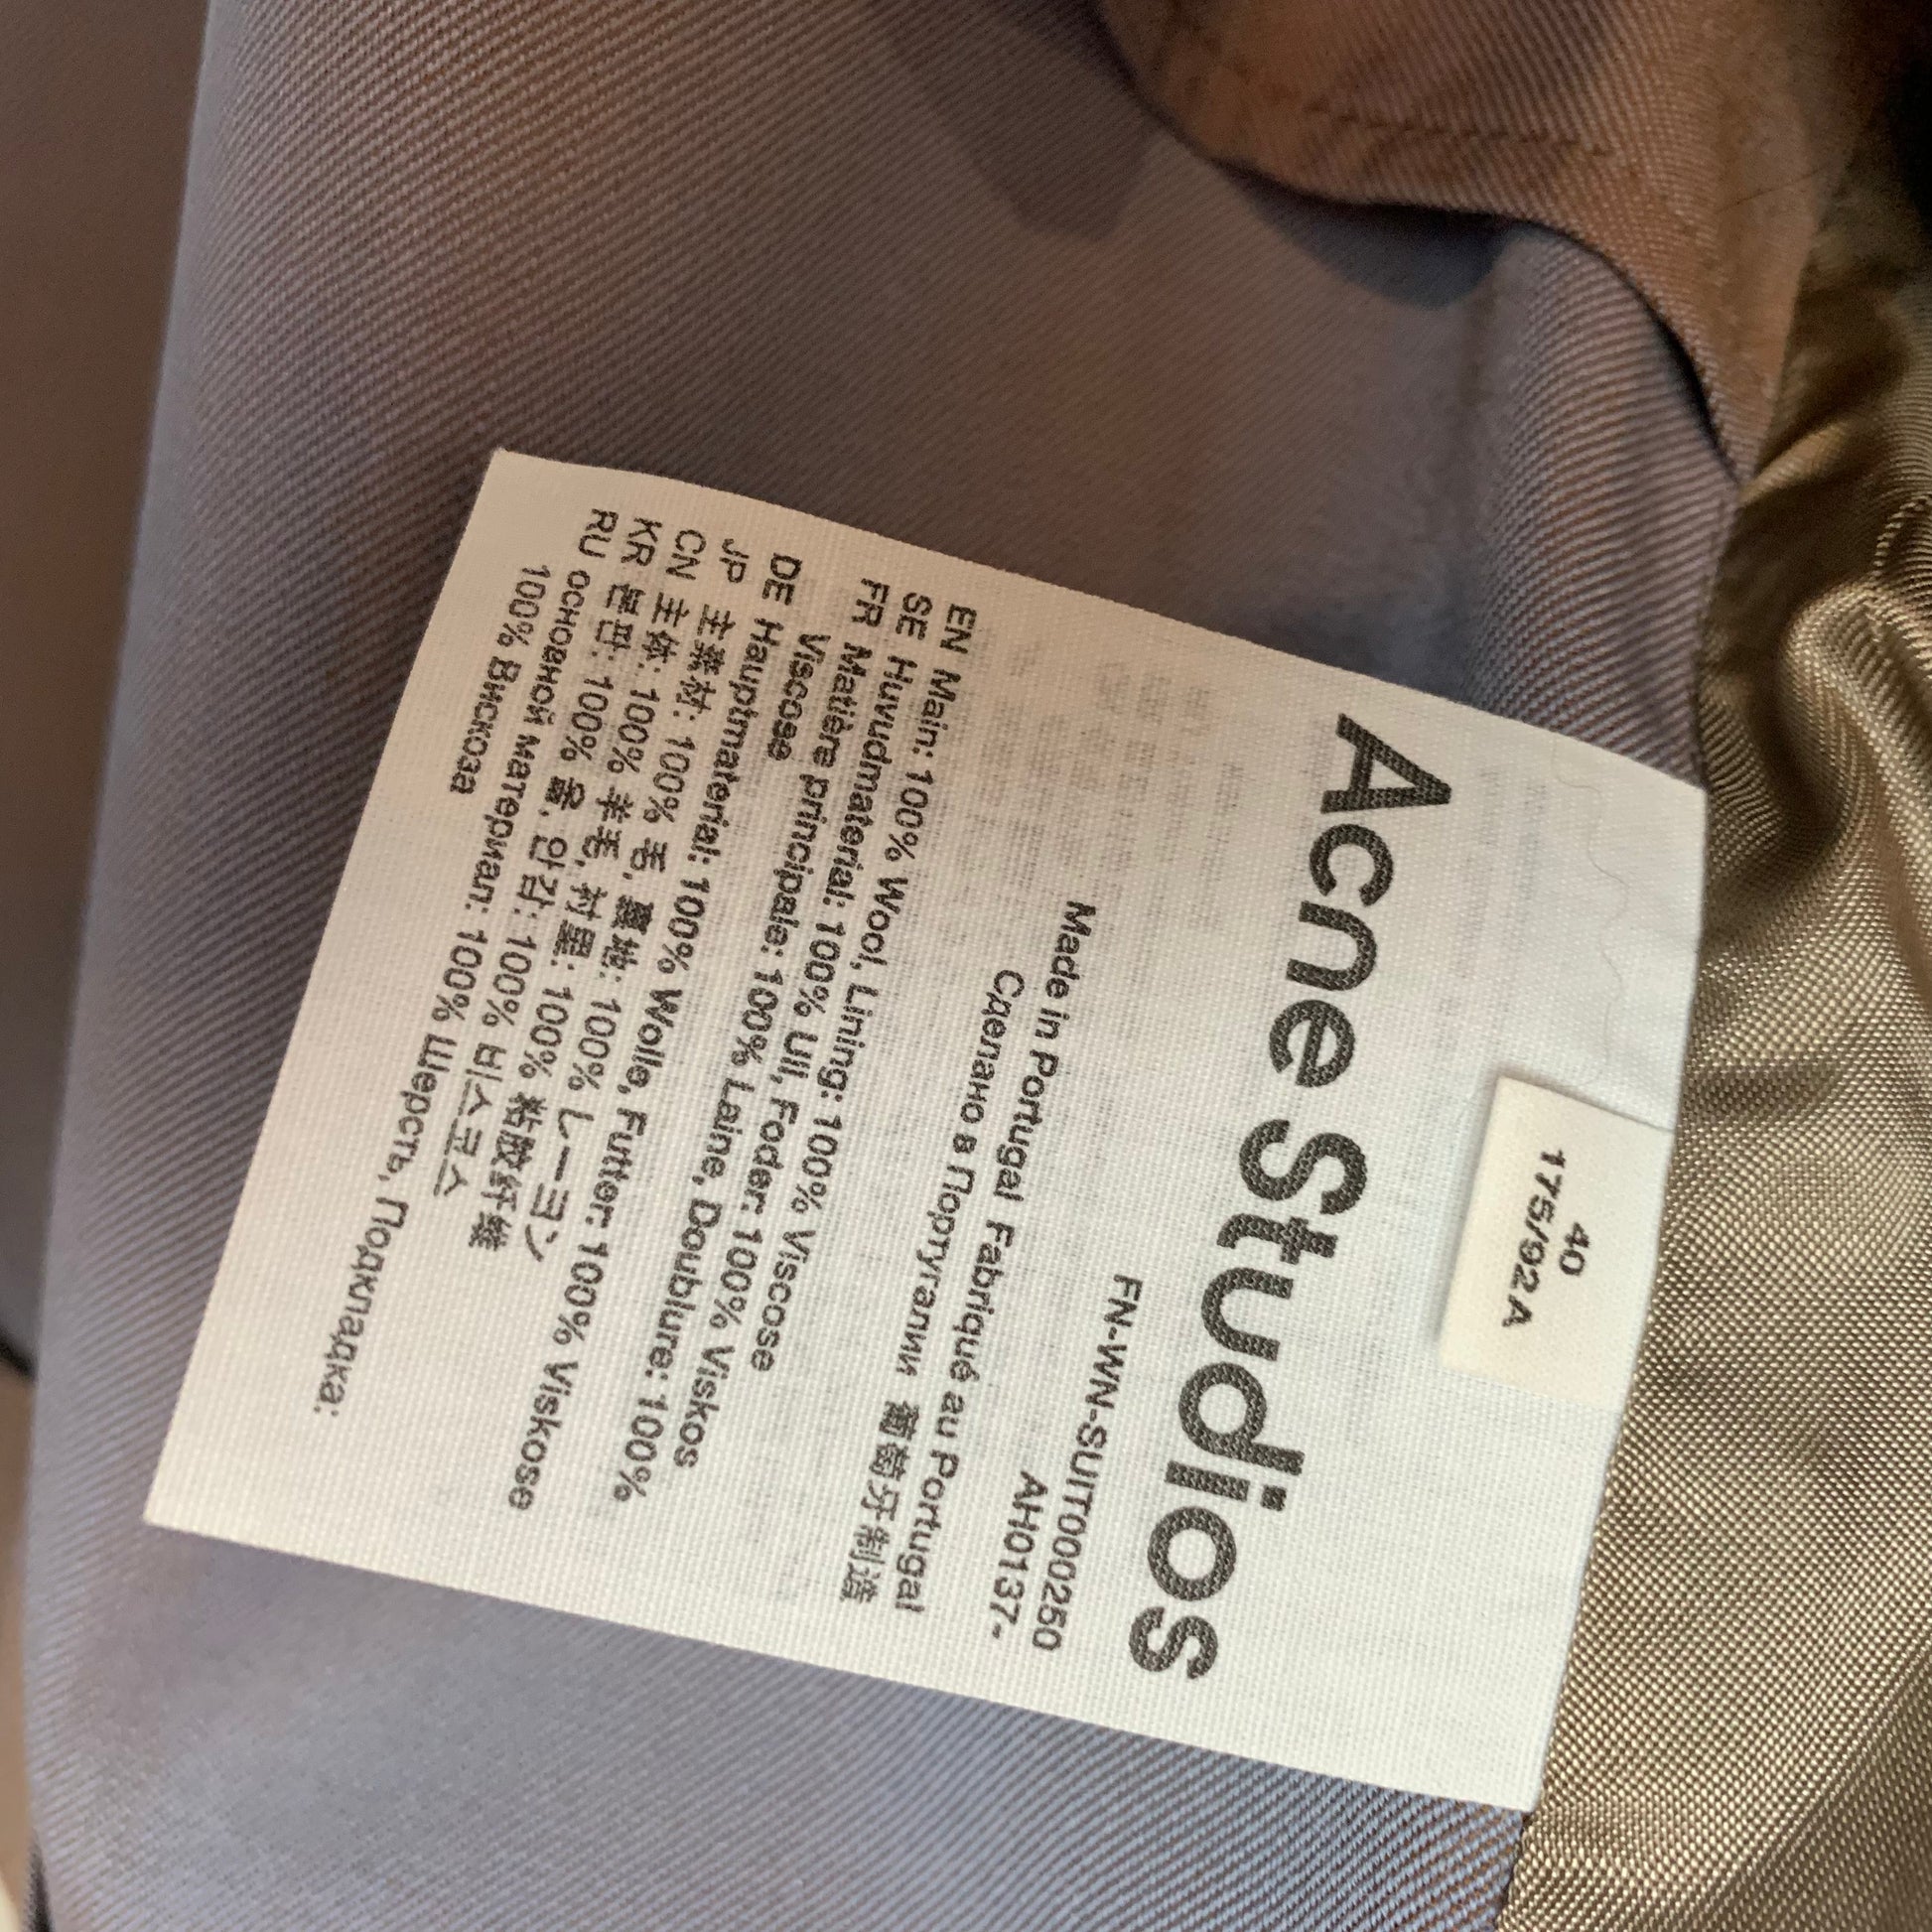 40
175/92A
Acne Studios
FN-WN-SUIT000250
AH0137-
Made in Portugal Fabriqué au Portugal
Сделано в Португалии 葡萄牙制造
EN Main: 100% Wool, Lining: 100% Viscose
SE Huvudmaterial: 100% Ull, Foder: 100% Viskos
FR Matière principale: 100% Laine, Doublure: 100%
Viscose
DE Hauptmaterial: 100% Wolle, Futter: 100% Viskose
JP 主素材: 100% 毛, 裏地: 100% レーヨン
CN 主体: 100% 羊毛, 衬里: 100% 粘胶纤维
KR 본판: 100% 울, 안감: 100% 비스코스
RU основной материал: 100% Шерсть, Подкладка:
100% Вискоза